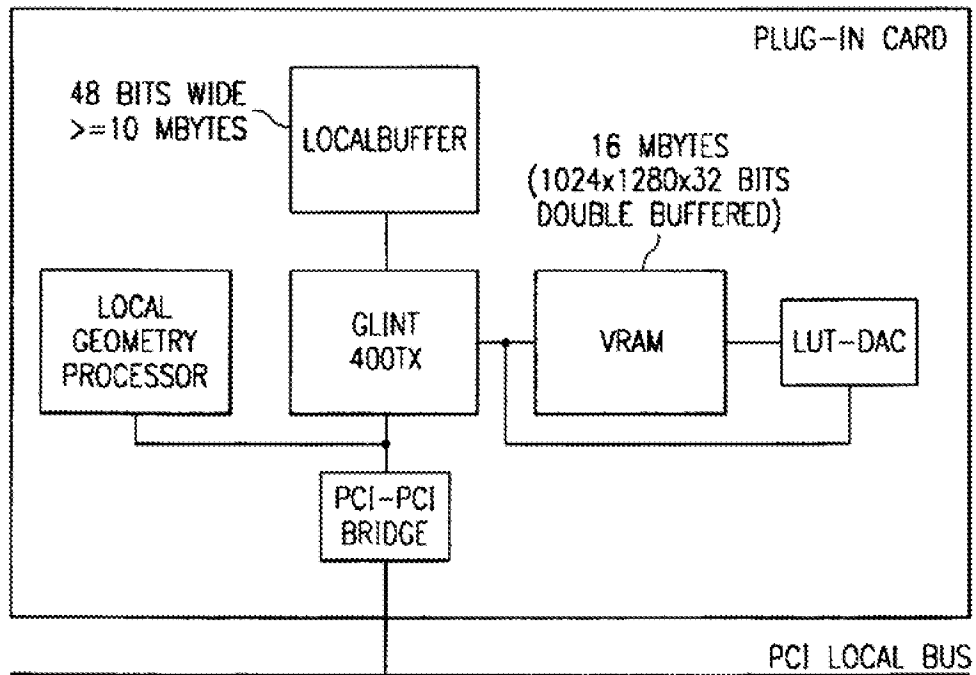 PLUG-IN CARD
48 BITS WIDE
>=10 MBYTES
LOCALBUFFER
16 MBYTES
(1024x1280x32 BITS
DOUBLE BUFFERED)
LOCAL
GEOMETRY
PROCESSOR
GLINT
400TX
VRAM
LUT-DAC
PCI-PCI
BRIDGE
PCI LOCAL BUS